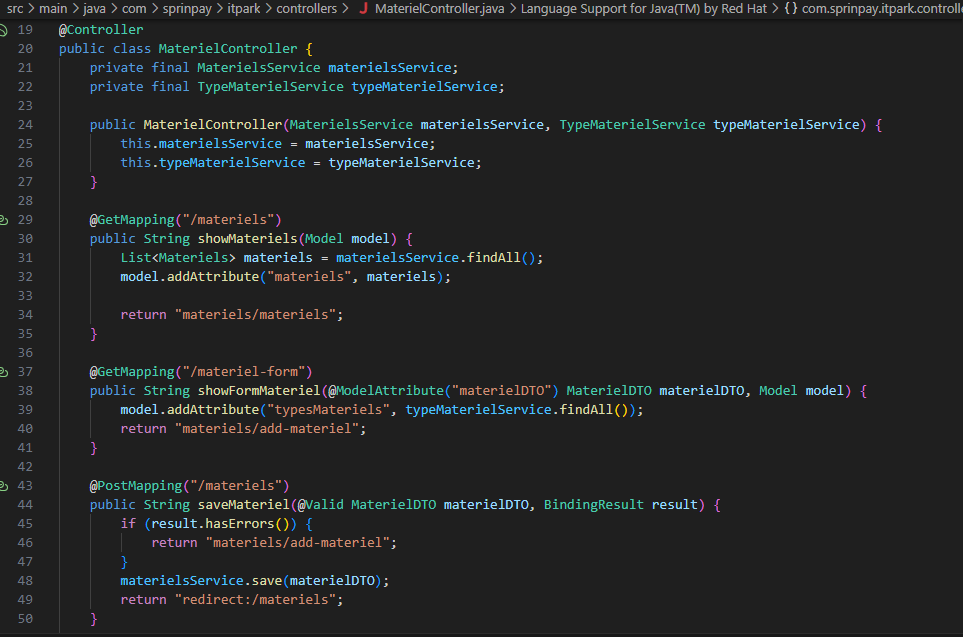 src > main > java > com > sprinpay > itpark > controllers > MaterielController.java > Language Support for Java(TM) by Red Hat > {} com.sprinpay.itpark.controll
19 @Controller
20 public class MaterielController {
21 private final MaterielsService materielsService;
22 private final TypeMaterielService typeMaterielService;
23
24 public MaterielController(MaterielsService materielsService, TypeMaterielService typeMaterielService) {
25 this.materielsService = materielsService;
26 this.typeMaterielService = typeMaterielService;
27 }
28
29 @GetMapping("/materiels")
30 public String showMateriels(Model model) {
31 List<Materiels> materiels = materielsService.findAll();
32 model.addAttribute("materiels", materiels);
33
34 return "materiels/materiels";
35 }
36
37 @GetMapping("/materiel-form")
38 public String showFormMateriel(@ModelAttribute("materielDTO") MaterielDTO materielDTO, Model model) {
39 model.addAttribute("typesMateriels", typeMaterielService.findAll());
40 return "materiels/add-materiel";
41 }
42
43 @PostMapping("/materiels")
44 public String saveMateriel(@Valid MaterielDTO materielDTO, BindingResult result) {
45 if (result.hasErrors()) {
46 return "materiels/add-materiel";
47 }
48 materielsService.save(materielDTO);
49 return "redirect:/materiels";
50 }